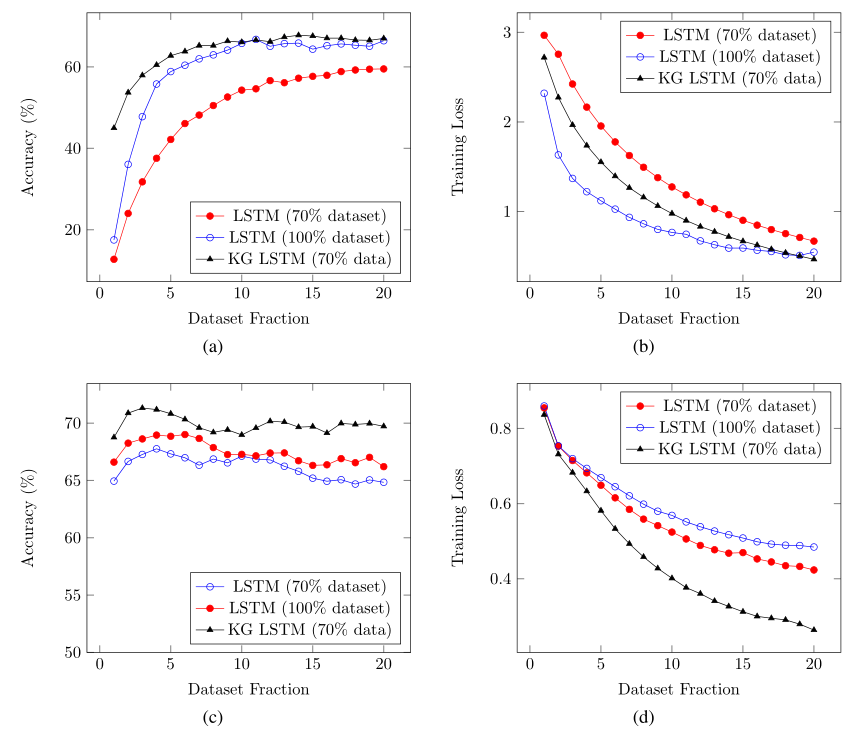 60
40
20
Accuracy (%)
LSTM (70% dataset)
LSTM (100% dataset)
KG LSTM (70% data)
0 5 10 15 20
Dataset Fraction
(a)
3
2
1
Training Loss
LSTM (70% dataset)
LSTM (100% dataset)
KG LSTM (70% data)
0 5 10 15 20
Dataset Fraction
(b)
70
65
60
55
50
Accuracy (%)
LSTM (70% dataset)
LSTM (100% dataset)
KG LSTM (70% data)
0 5 10 15 20
Dataset Fraction
(c)
0.8
0.6
0.4
Training Loss
LSTM (70% dataset)
LSTM (100% dataset)
KG LSTM (70% data)
0 5 10 15 20
Dataset Fraction
(d)